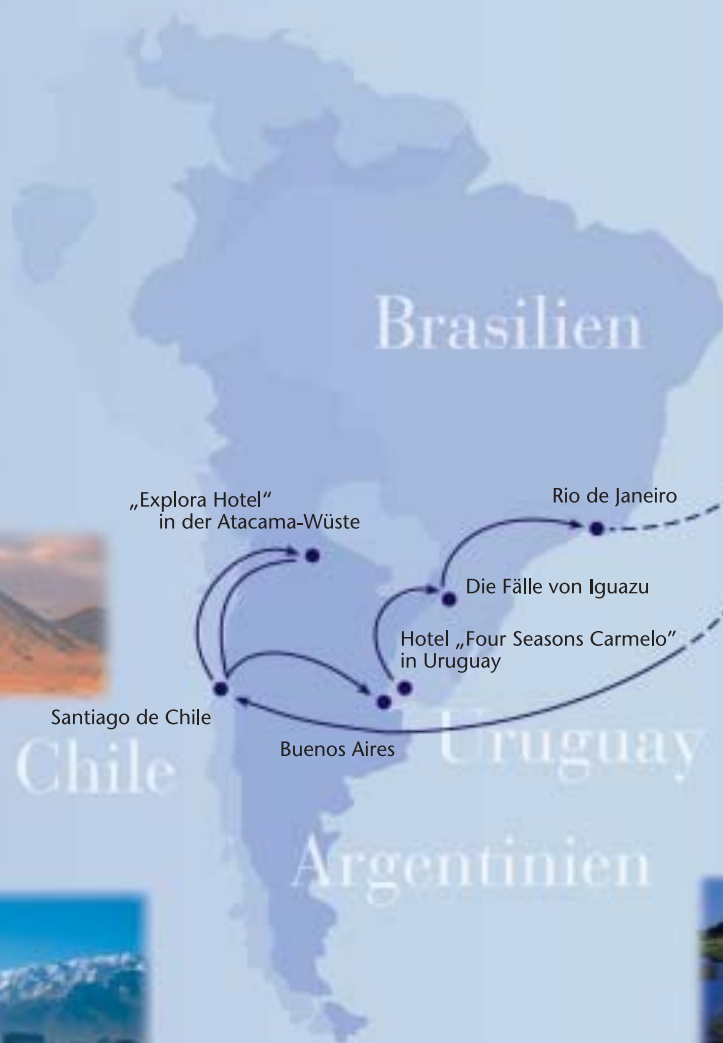 Brasilien
„Explora Hotel“
in der Atacama-Wüste
Rio de Janeiro
Die Fälle von Iguazu
Hotel „Four Seasons Carmelo”
in Uruguay
Santiago de Chile
Buenos Aires
Uruguay
Chile
Argentinien